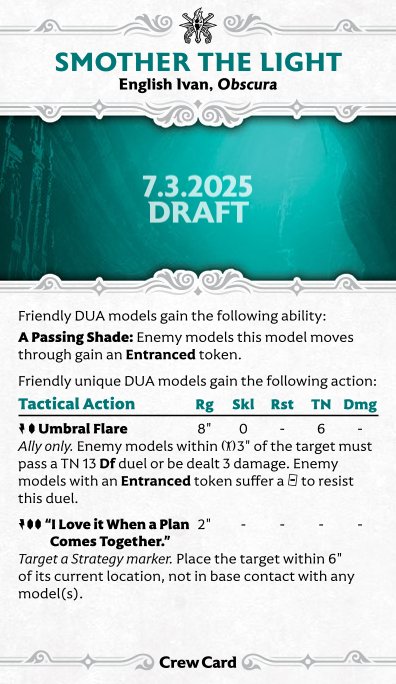 SMOTHER THE LIGHT
English Ivan, Obscura
7.3.2025
DRAFT
Friendly DUA models gain the following ability:
A Passing Shade: Enemy models this model moves
through gain an Entranced token.
Friendly unique DUA models gain the following action:
Tactical Action Rg Skl Rst TN Dmg
Umbral Flare 8" 0 - 6 -
Ally only. Enemy models within 3" of the target must
pass a TN 13 Df duel or be dealt 3 damage. Enemy
models with an Entranced token suffer a to resist
this duel.
“I Love it When a Plan 2" - - - -
Comes Together.”
Target a Strategy marker. Place the target within 6"
of its current location, not in base contact with any
model(s).
Crew Card